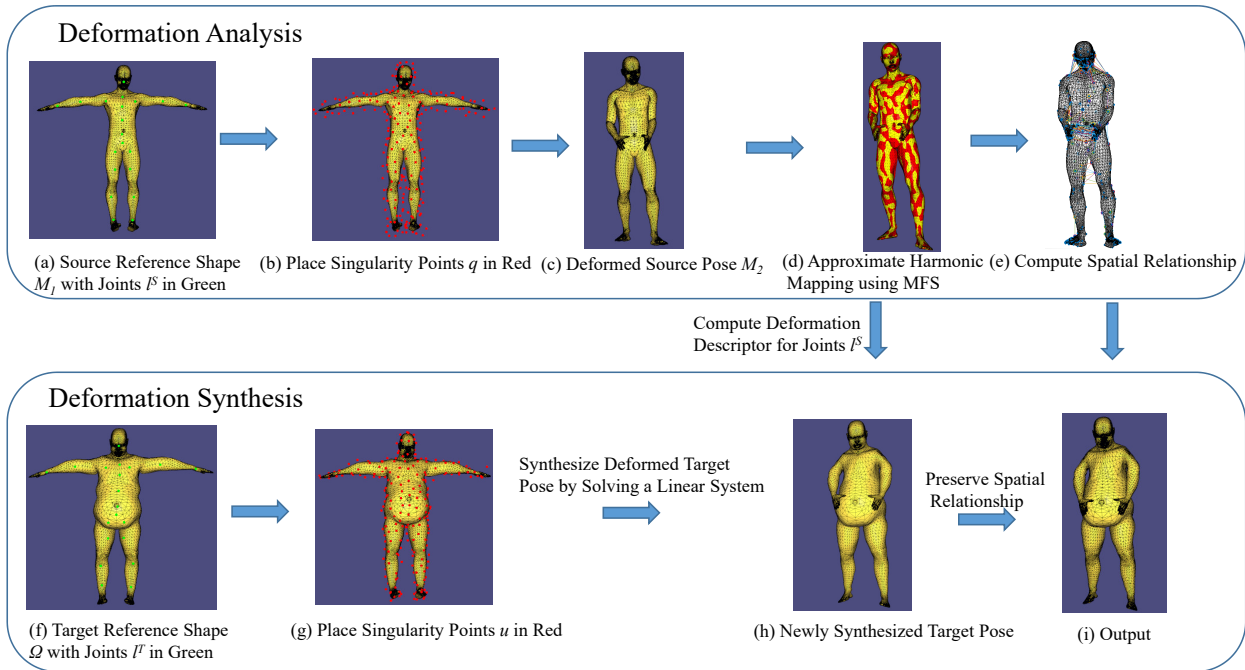 Deformation Analysis
(a) Source Reference Shape
M1 with Joints lS in Green
(b) Place Singularity Points q in Red
(c) Deformed Source Pose M2
(d) Approximate Harmonic
Mapping using MFS
(e) Compute Spatial Relationship
Compute Deformation
Descriptor for Joints lS
Deformation Synthesis
Synthesize Deformed Target
Pose by Solving a Linear System
Preserve Spatial
Relationship
(f) Target Reference Shape
Ω with Joints lT in Green
(g) Place Singularity Points u in Red
(h) Newly Synthesized Target Pose
(i) Output